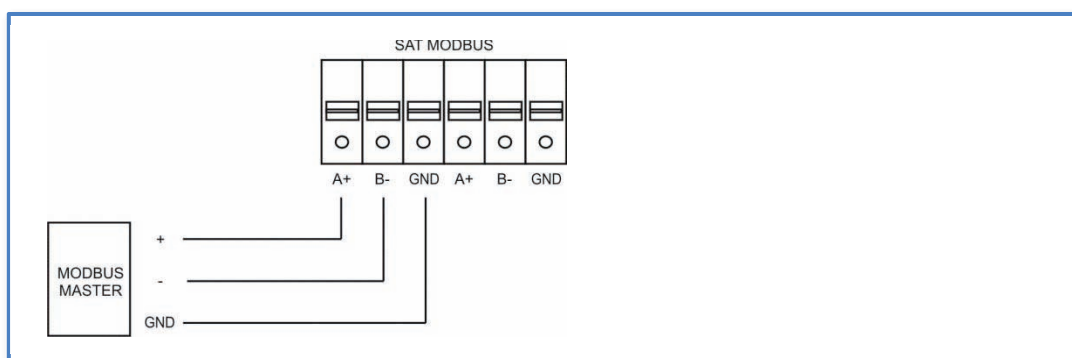 SAT MODBUS
A+ B- GND A+ B- GND
+
MODBUS
MASTER
-
GND